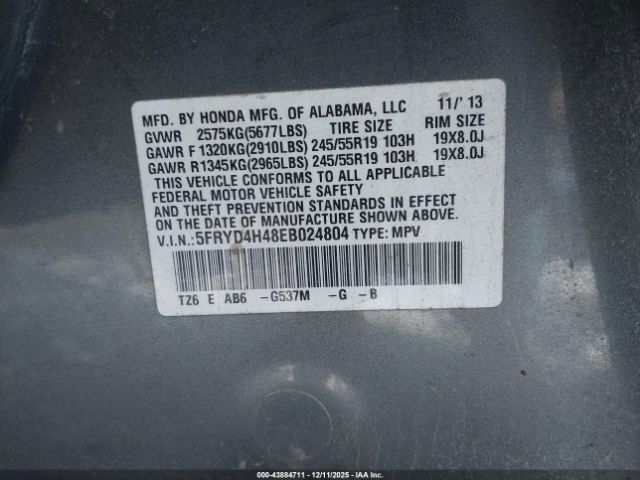 MFD. BY HONDA MFG. OF ALABAMA, LLC 11/'13
GVWR 2575KG(5677LBS) TIRE SIZE RIM SIZE
GAWR F1320KG(2910LBS) 245/55R19 103H 19X8.0J
GAWR R1345KG(2965LBS) 245/55R19 103H 19X8.0J
THIS VEHICLE CONFORMS TO ALL APPLICABLE
FEDERAL MOTOR VEHICLE SAFETY
AND THEFT PREVENTION STANDARDS IN EFFECT
ON THE DATE OF MANUFACTURE SHOWN ABOVE.
V.I.N.:5FRYD4H48EB024804 TYPE: MPV
TZ6 E AB6 -G537M -G -B
000-43884711 - 12/11/2025 - IAA Inc.